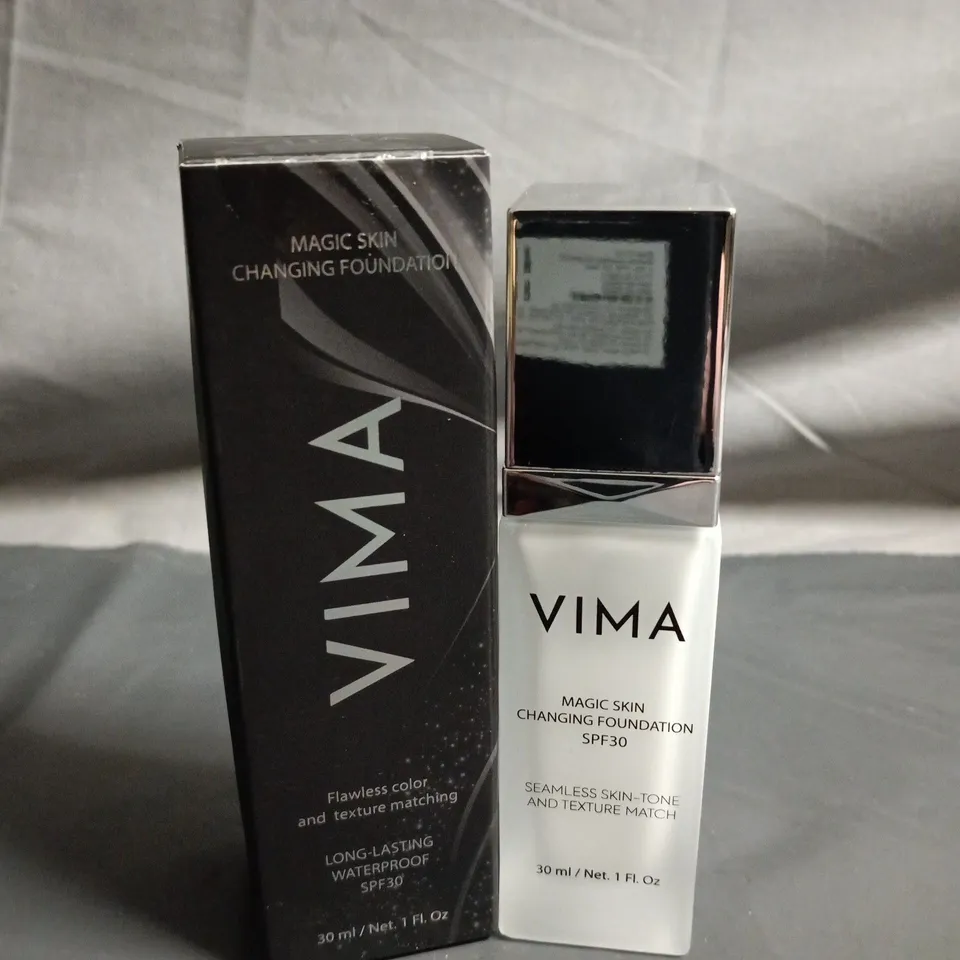 MAGIC SKIN
CHANGING FOUNDATION
VIMA
Flawless color
and texture matching
LONG-LASTING
WATERPROOF
SPF30
30 ml / Net. 1 Fl. Oz
VIMA
MAGIC SKIN
CHANGING FOUNDATION
SPF30
SEAMLESS SKIN-TONE
AND TEXTURE MATCH
30 ml / Net. 1 Fl. Oz